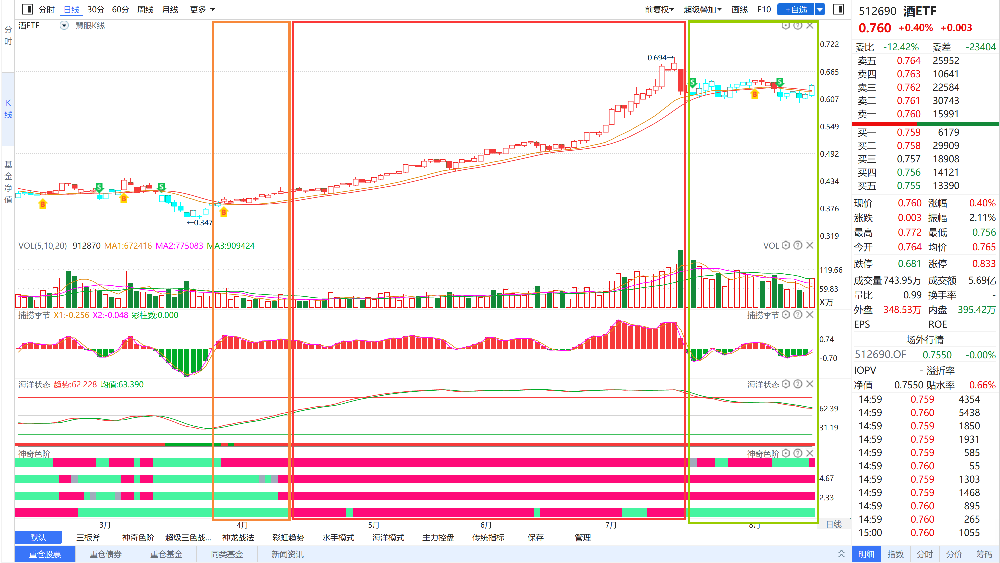 分时 日线 30分 60分 周线 月线 更多 前复权 超级叠加 画线 F10 +自选
分时
K线
基金净值
酒ETF 慧眼K线
0.722
0.694→
0.665
S S
B
0.607
0.549
0.492
0.434
S S
B B B
0.376
←0.347
0.319
VOL(5,10,20) 912870 MA1:672416 MA2:775083 MA3:909424 VOL
119.66
59.83
X万
捕捞季节 X1:-0.256 X2:-0.048 彩柱数:0.000 捕捞季节
0.74
-0.70
海洋状态 趋势:62.228 均值:63.390 海洋状态
62.39
31.19
神奇色阶 神奇色阶
4.67
2.33
3月 4月 5月 6月 7月 8月 日线
默认 三板斧 神奇色阶 超级三色战... 神龙战法 彩虹趋势 水手模式 海洋模式 主力控盘 传统指标 保存 管理
重仓股票 重仓债券 重仓基金 同类基金 新闻资讯
512690 酒ETF
0.760 +0.40% +0.003
委比 -12.42% 委差 -23404
卖五 0.764 25952
卖四 0.763 10641
卖三 0.762 22584
卖二 0.761 30743
卖一 0.760 15991
买一 0.759 6179
买二 0.758 29909
买三 0.757 18908
买四 0.756 14121
买五 0.755 13390
现价 0.760 涨幅 0.40%
涨跌 0.003 振幅 2.11%
最高 0.772 最低 0.756
今开 0.764 均价 0.765
跌停 0.681 涨停 0.833
成交量 743.95万 成交额 5.69亿
量比 0.99 换手率 -
外盘 348.53万 内盘 395.42万
EPS ROE
场外行情
512690.OF 0.7550 -0.00%
IOPV - 溢折率
净值 0.7550 贴水率 0.66%
14:59 0.759 4354
14:59 0.760 5438
14:59 0.759 1850
14:59 0.759 1931
14:59 0.759 585
14:59 0.760 55
14:59 0.759 1303
14:59 0.759 1468
14:59 0.760 895
14:59 0.760 265
15:00 0.760 1055
明细 指数 分时 分价 筹码